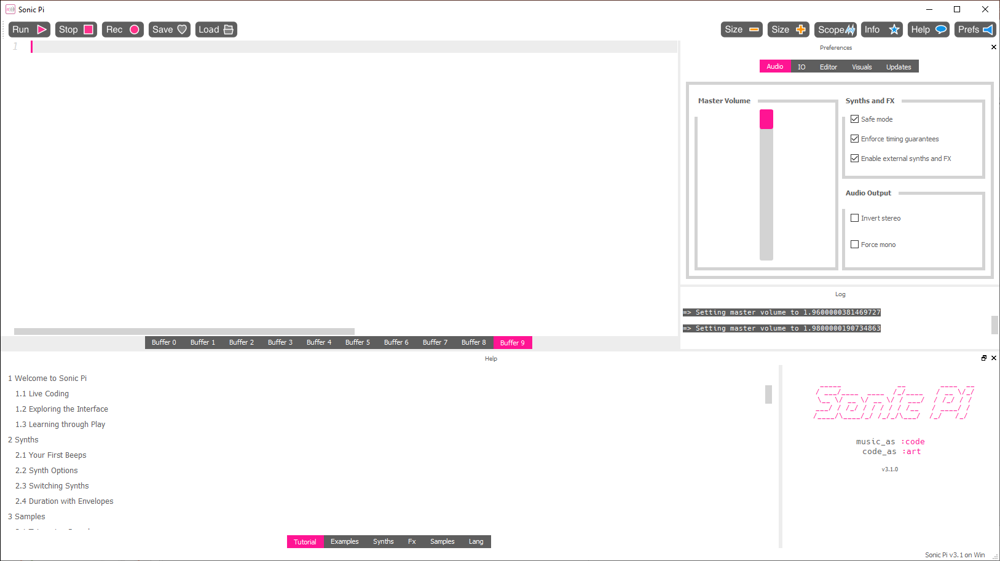 Sonic Pi
Run Stop Rec Save Load Size Size Scope Info Help Prefs
1
Preferences
Audio IO Editor Visuals Updates
Master Volume
Synths and FX
Safe mode
Enforce timing guarantees
Enable external synths and FX
Audio Output
Invert stereo
Force mono
Log
=> Setting master volume to 1.9600000381469727
=> Setting master volume to 1.9800000190734863
Buffer 0 Buffer 1 Buffer 2 Buffer 3 Buffer 4 Buffer 5 Buffer 6 Buffer 7 Buffer 8 Buffer 9
Help
1 Welcome to Sonic Pi
1.1 Live Coding
1.2 Exploring the Interface
1.3 Learning through Play
2 Synths
2.1 Your First Beeps
2.2 Synth Options
2.3 Switching Synths
2.4 Duration with Envelopes
3 Samples
Tutorial Examples Synths Fx Samples Lang
Sonic Pi
music_as :code
code_as :art
v3.1.0
Sonic Pi v3.1 on Win